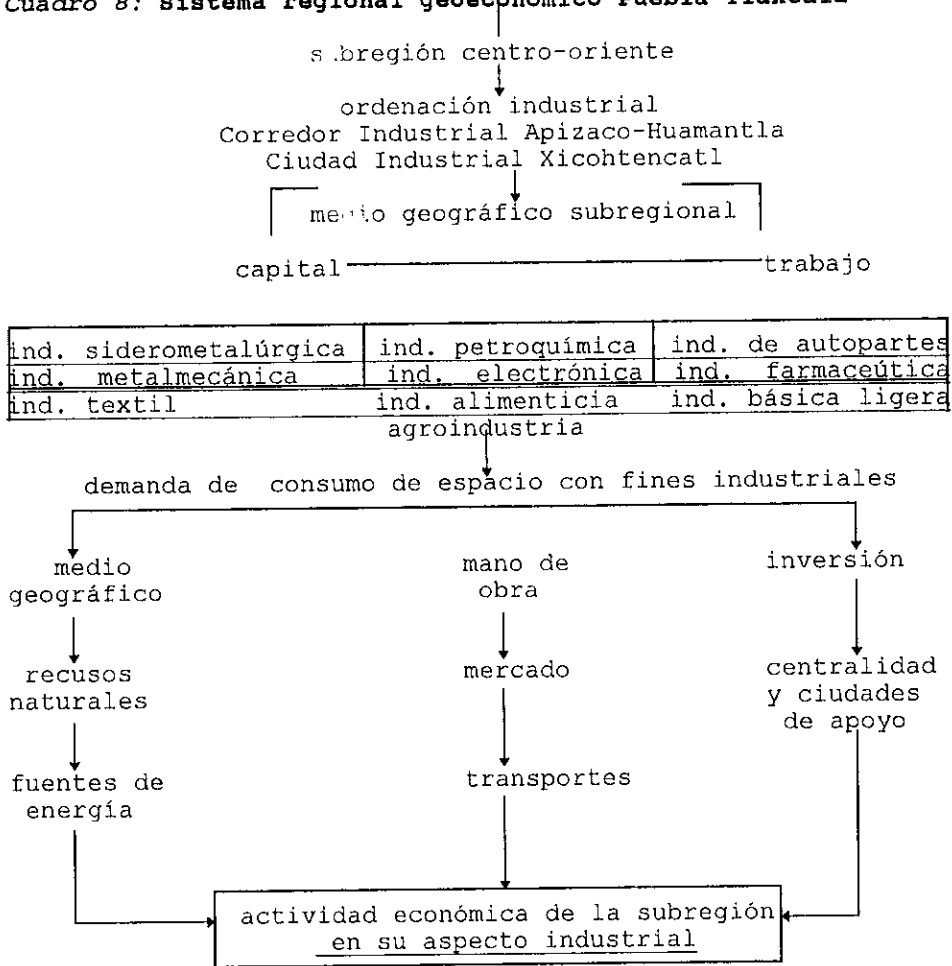 Cuadro 8: Sistema regional geoeconómico Puebla Tlaxcala
s.bregión centro-oriente
ordenación industrial
Corredor Industrial Apizaco-Huamantla
Ciudad Industrial Xicohtencatl
medio geográfico subregional
capital trabajo
ind. siderometalúrgica ind. petroquímica ind. de autopartes
ind. metalmecánica ind. electrónica ind. farmaceútica
ind. textil ind. alimenticia ind. básica ligera
agroindustria
demanda de consumo de espacio con fines industriales
medio mano de inversión
geográfico obra
recusos mercado centralidad
naturales y ciudades
de apoyo
fuentes de transportes
energía
actividad económica de la subregión
en su aspecto industrial